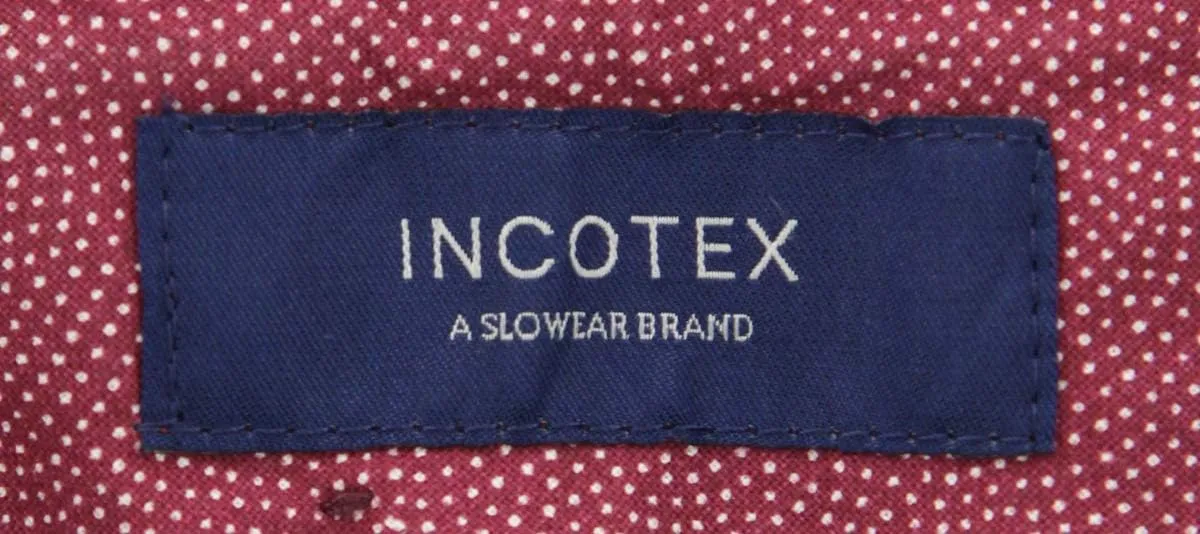 INCOTEX
A SLOWEAR BRAND